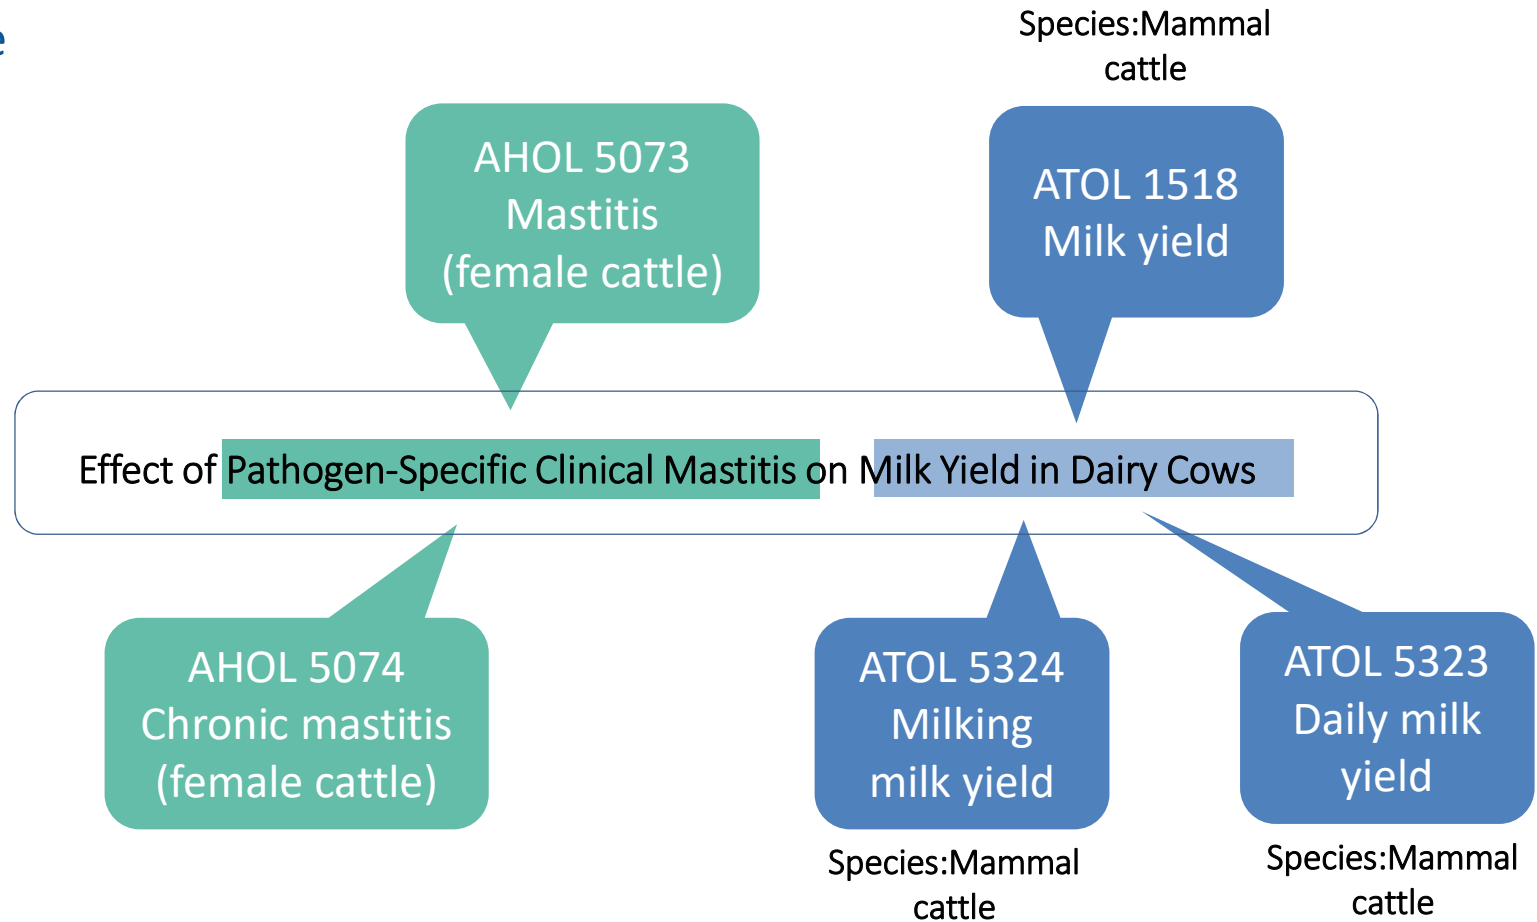 e
Species:Mammal
cattle
AHOL 5073
Mastitis
(female cattle)
ATOL 1518
Milk yield
Effect of Pathogen-Specific Clinical Mastitis on Milk Yield in Dairy Cows
AHOL 5074
Chronic mastitis
(female cattle)
ATOL 5324
Milking
milk yield
Species:Mammal
cattle
ATOL 5323
Daily milk
yield
Species:Mammal
cattle